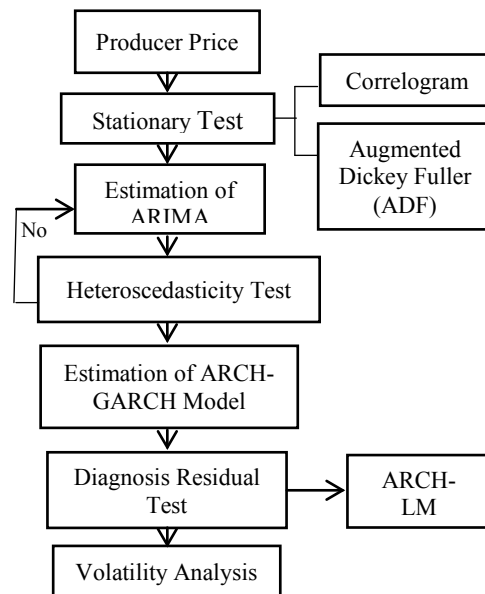 Producer Price
Correlogram
Stationary Test
Augmented
Dickey Fuller
(ADF)
Estimation of
ARIMA
No
Heteroscedasticity Test
Estimation of ARCH-
GARCH Model
Diagnosis Residual
Test
ARCH-
LM
Volatility Analysis